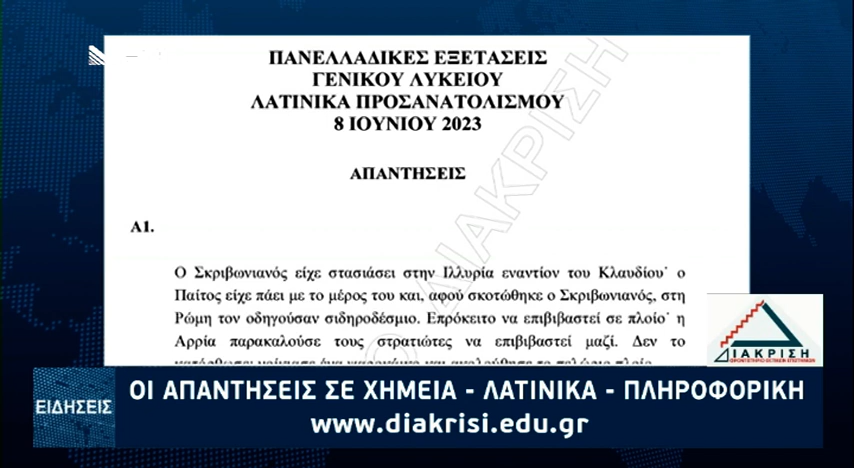 ΠΑΝΕΛΛΑΔΙΚΕΣ ΕΞΕΤΑΣΕΙΣ
ΓΕΝΙΚΟΥ ΛΥΚΕΙΟΥ
ΛΑΤΙΝΙΚΑ ΠΡΟΣΑΝΑΤΟΛΙΣΜΟΥ
8 ΙΟΥΝΙΟΥ 2023
ΑΠΑΝΤΗΣΕΙΣ
Α1.
Ο Σκριβωνιανός είχε στασιάσει στην Ιλλυρία εναντίον του Κλαυδίου˙ ο
Παίτος είχε πάει με το μέρος του και, αφού σκοτώθηκε ο Σκριβωνιανός, στη
Ρώμη τον οδηγούσαν σιδηροδέσμιο. Επρόκειτο να επιβιβαστεί σε πλοίο˙ η
Αρρία παρακαλούσε τους στρατιώτες να επιβιβαστεί μαζί. Δεν το
Ο ΔΙΑΚΡΙΣΗ
ΔΙΑΚΡΙΣΗ
ΕΙΔΗΣΕΙΣ
ΟΙ ΑΠΑΝΤΗΣΕΙΣ ΣΕ ΧΗΜΕΙΑ - ΛΑΤΙΝΙΚΑ - ΠΛΗΡΟΦΟΡΙΚΗ
www.diakrisi.edu.gr